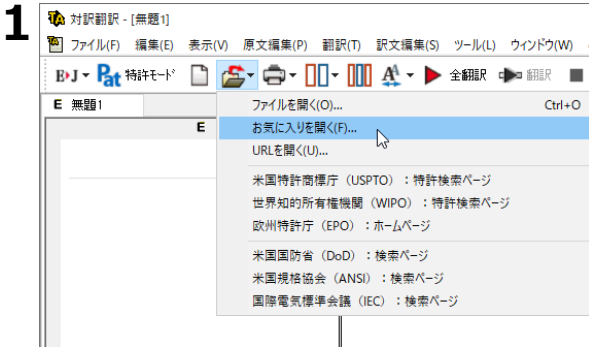 1
対訳翻訳 - [無題1]
ファイル(F) 編集(E) 表示(V) 原文編集(P) 翻訳(T) 訳文編集(S) ツール(L) ウィンドウ(W)
E›J Pat 特許モード 全翻訳 翻訳
E 無題1
E
ファイルを開く(O)... Ctrl+O
お気に入りを開く(F)...
URLを開く(U)...
米国特許商標庁（USPTO）：特許検索ページ
世界知的所有権機関（WIPO）：特許検索ページ
欧州特許庁（EPO）：ホームページ
米国国防省（DoD）：検索ページ
米国規格協会（ANSI）：検索ページ
国際電気標準会議（IEC）：検索ページ